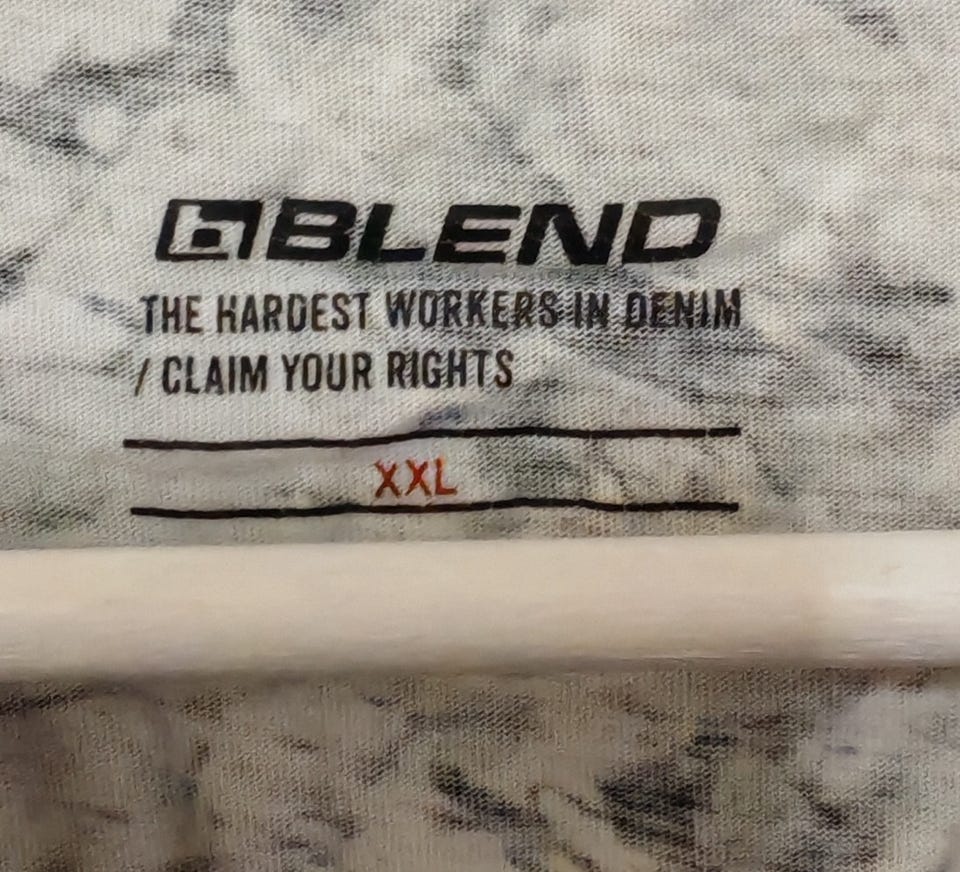 BLEND
THE HARDEST WORKERS IN DENIM
/ CLAIM YOUR RIGHTS
XXL